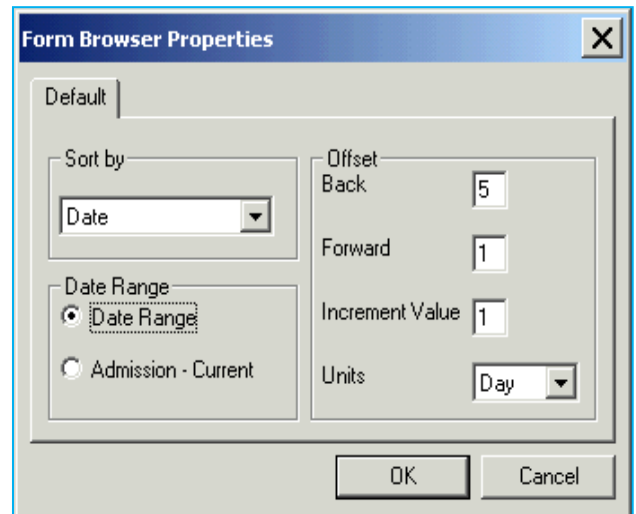 Form Browser Properties
Default
Sort by
Date
Date Range
Date Range
Admission - Current
Offset
Back 5
Forward 1
Increment Value 1
Units Day
OK Cancel